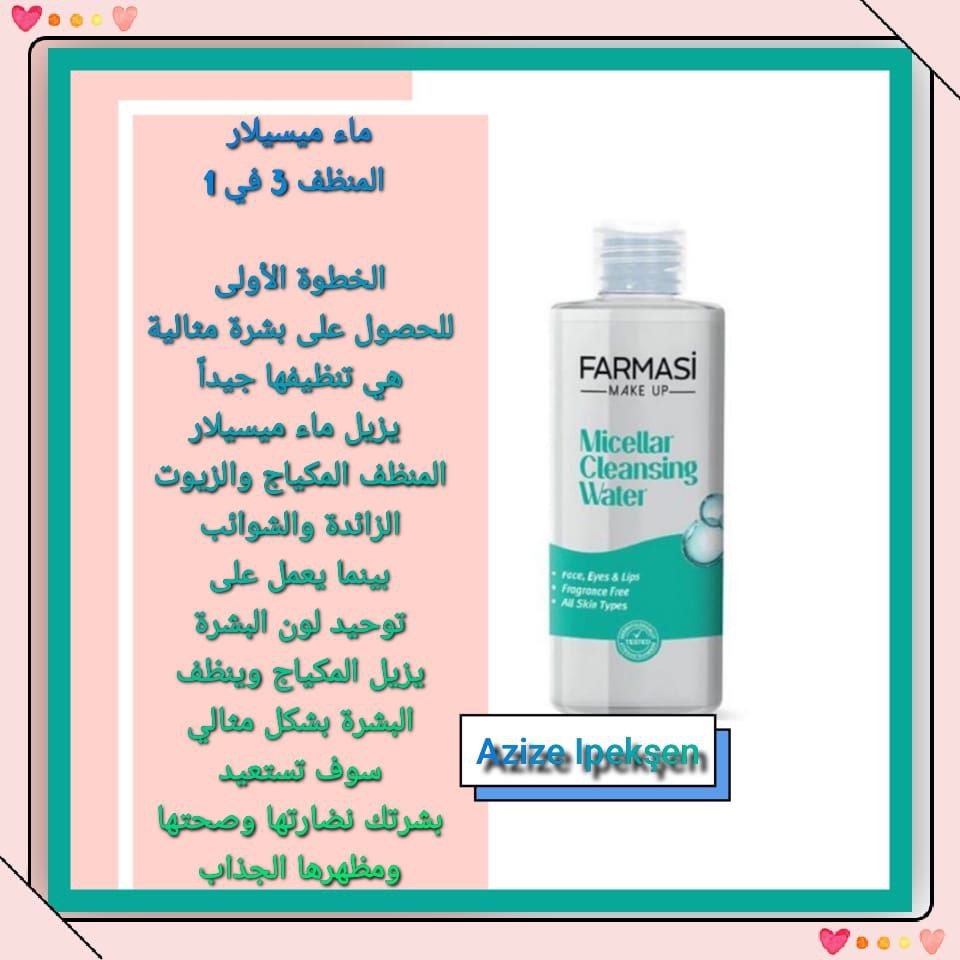 ماء ميسيلار
المنظف 3 في 1
الخطوة الأولى
للحصول على بشرة مثالية
هي تنظيفها جيداً
يزيل ماء ميسيلار
المنظف المكياج والزيوت
الزائدة والشوائب
بينما يعمل على
توحيد لون البشرة
يزيل المكياج وينظف
البشرة بشكل مثالي
سوف تستعيد
بشرتك نضارتها وصحتها
ومظهرها الجذاب
FARMASi
MAKE UP
Micellar
Cleansing
Water
• Face, Eyes & Lips
• Fragrance Free
• All Skin Types
TESTED
Azize Ipekşen